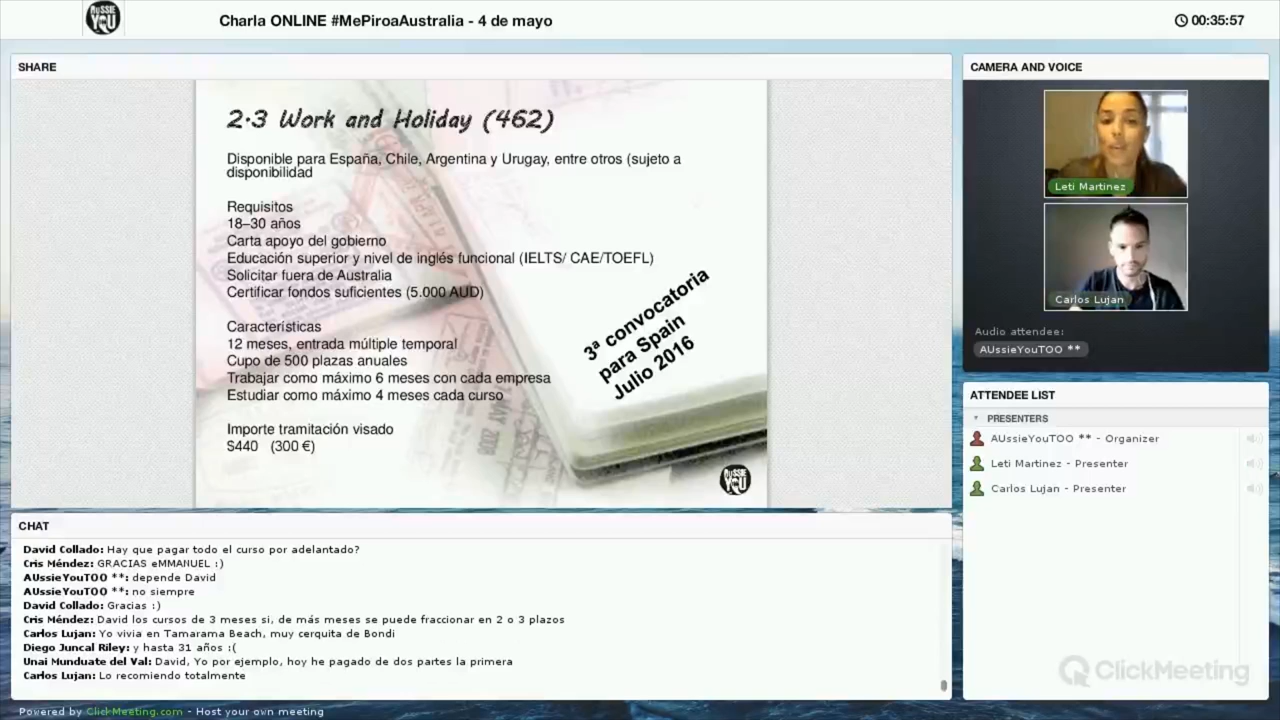 AUSSIE YOU
Charla ONLINE #MePiroaAustralia - 4 de mayo
00:35:57
SHARE
2.3 Work and Holiday (462)
Disponible para España, Chile, Argentina y Urugay, entre otros (sujeto a
disponibilidad
Requisitos
18–30 años
Carta apoyo del gobierno
Educación superior y nivel de inglés funcional (IELTS/ CAE/TOEFL)
Solicitar fuera de Australia
Certificar fondos suficientes (5.000 AUD)
Características
12 meses, entrada múltiple temporal
Cupo de 500 plazas anuales
Trabajar como máximo 6 meses con cada empresa
Estudiar como máximo 4 meses cada curso
Importe tramitación visado
$440 (300 €)
3ª convocatoria
para Spain
Julio 2016
AUSSIE YOU
CAMERA AND VOICE
Leti Martinez
Carlos Lujan
Audio attendee:
AUssieYouTOO **
ATTENDEE LIST
PRESENTERS
AUssieYouTOO ** - Organizer
Leti Martinez - Presenter
Carlos Lujan - Presenter
CHAT
David Collado: Hay que pagar todo el curso por adelantado?
Cris Méndez: GRACIAS eMMANUEL :)
AUssieYouTOO **: depende David
AUssieYouTOO **: no siempre
David Collado: Gracias :)
Cris Méndez: David los cursos de 3 meses si, de más meses se puede fraccionar en 2 o 3 plazos
Carlos Lujan: Yo vivia en Tamarama Beach, muy cerquita de Bondi
Diego Juncal Riley: y hasta 31 años :(
Unai Munduate del Val: David, Yo por ejemplo, hoy he pagado de dos partes la primera
Carlos Lujan: Lo recomiendo totalmente
ClickMeeting
Powered by ClickMeeting.com - Host your own meeting